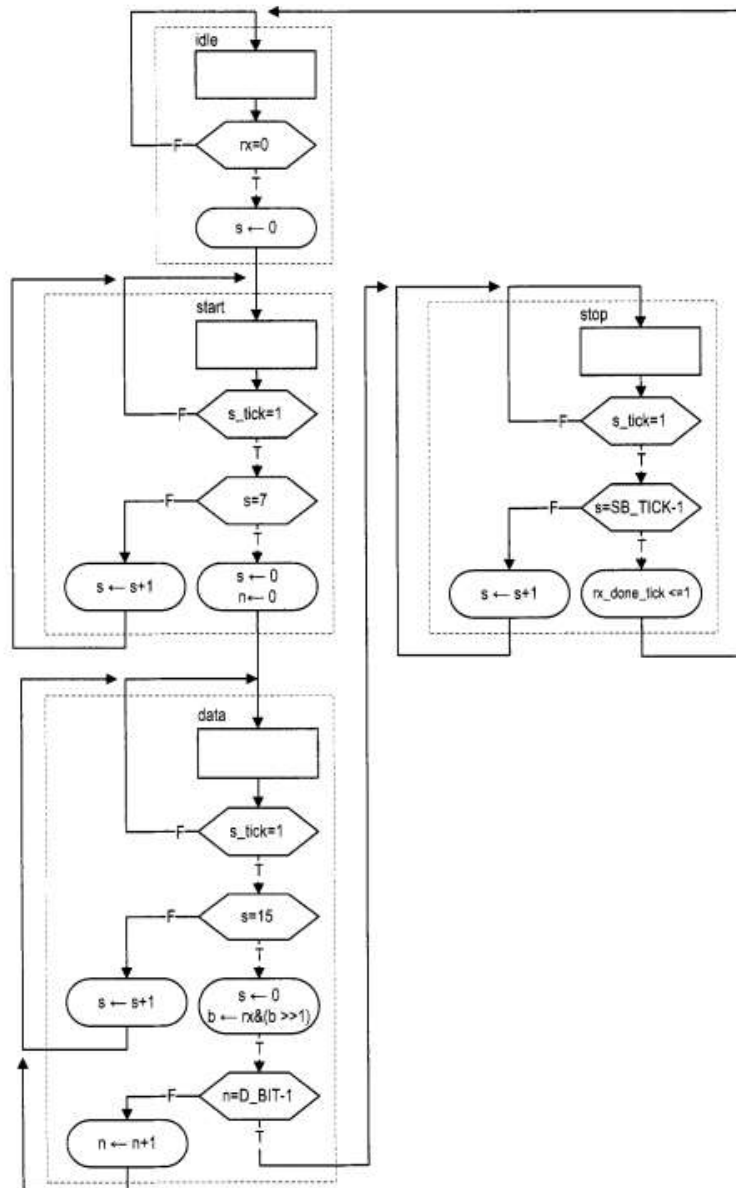 idle
rx=0
F
T
s ← 0
start
s_tick=1
F
T
s=7
F
T
s ← s+1
s ← 0
n ← 0
data
s_tick=1
F
T
s=15
F
T
s ← s+1
s ← 0
b ← rx&(b >>1)
T
n=D_BIT-1
F
T
n ← n+1
stop
s_tick=1
F
T
s=SB_TICK-1
F
T
s ← s+1
rx_done_tick <=1